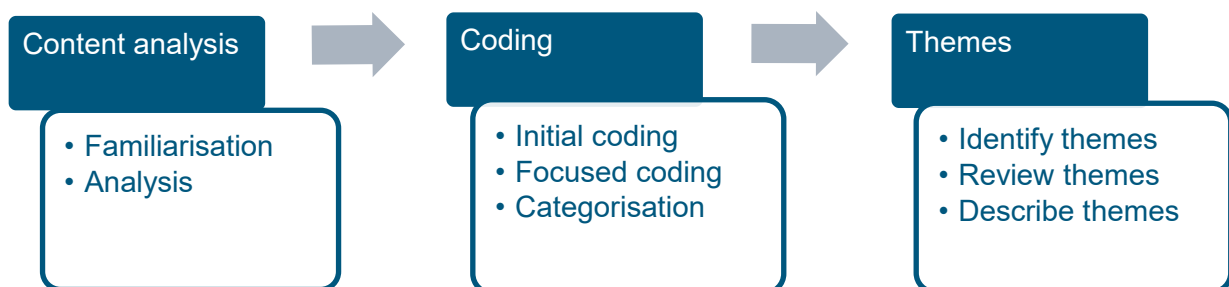 Content analysis
• Familiarisation
• Analysis
Coding
• Initial coding
• Focused coding
• Categorisation
Themes
• Identify themes
• Review themes
• Describe themes